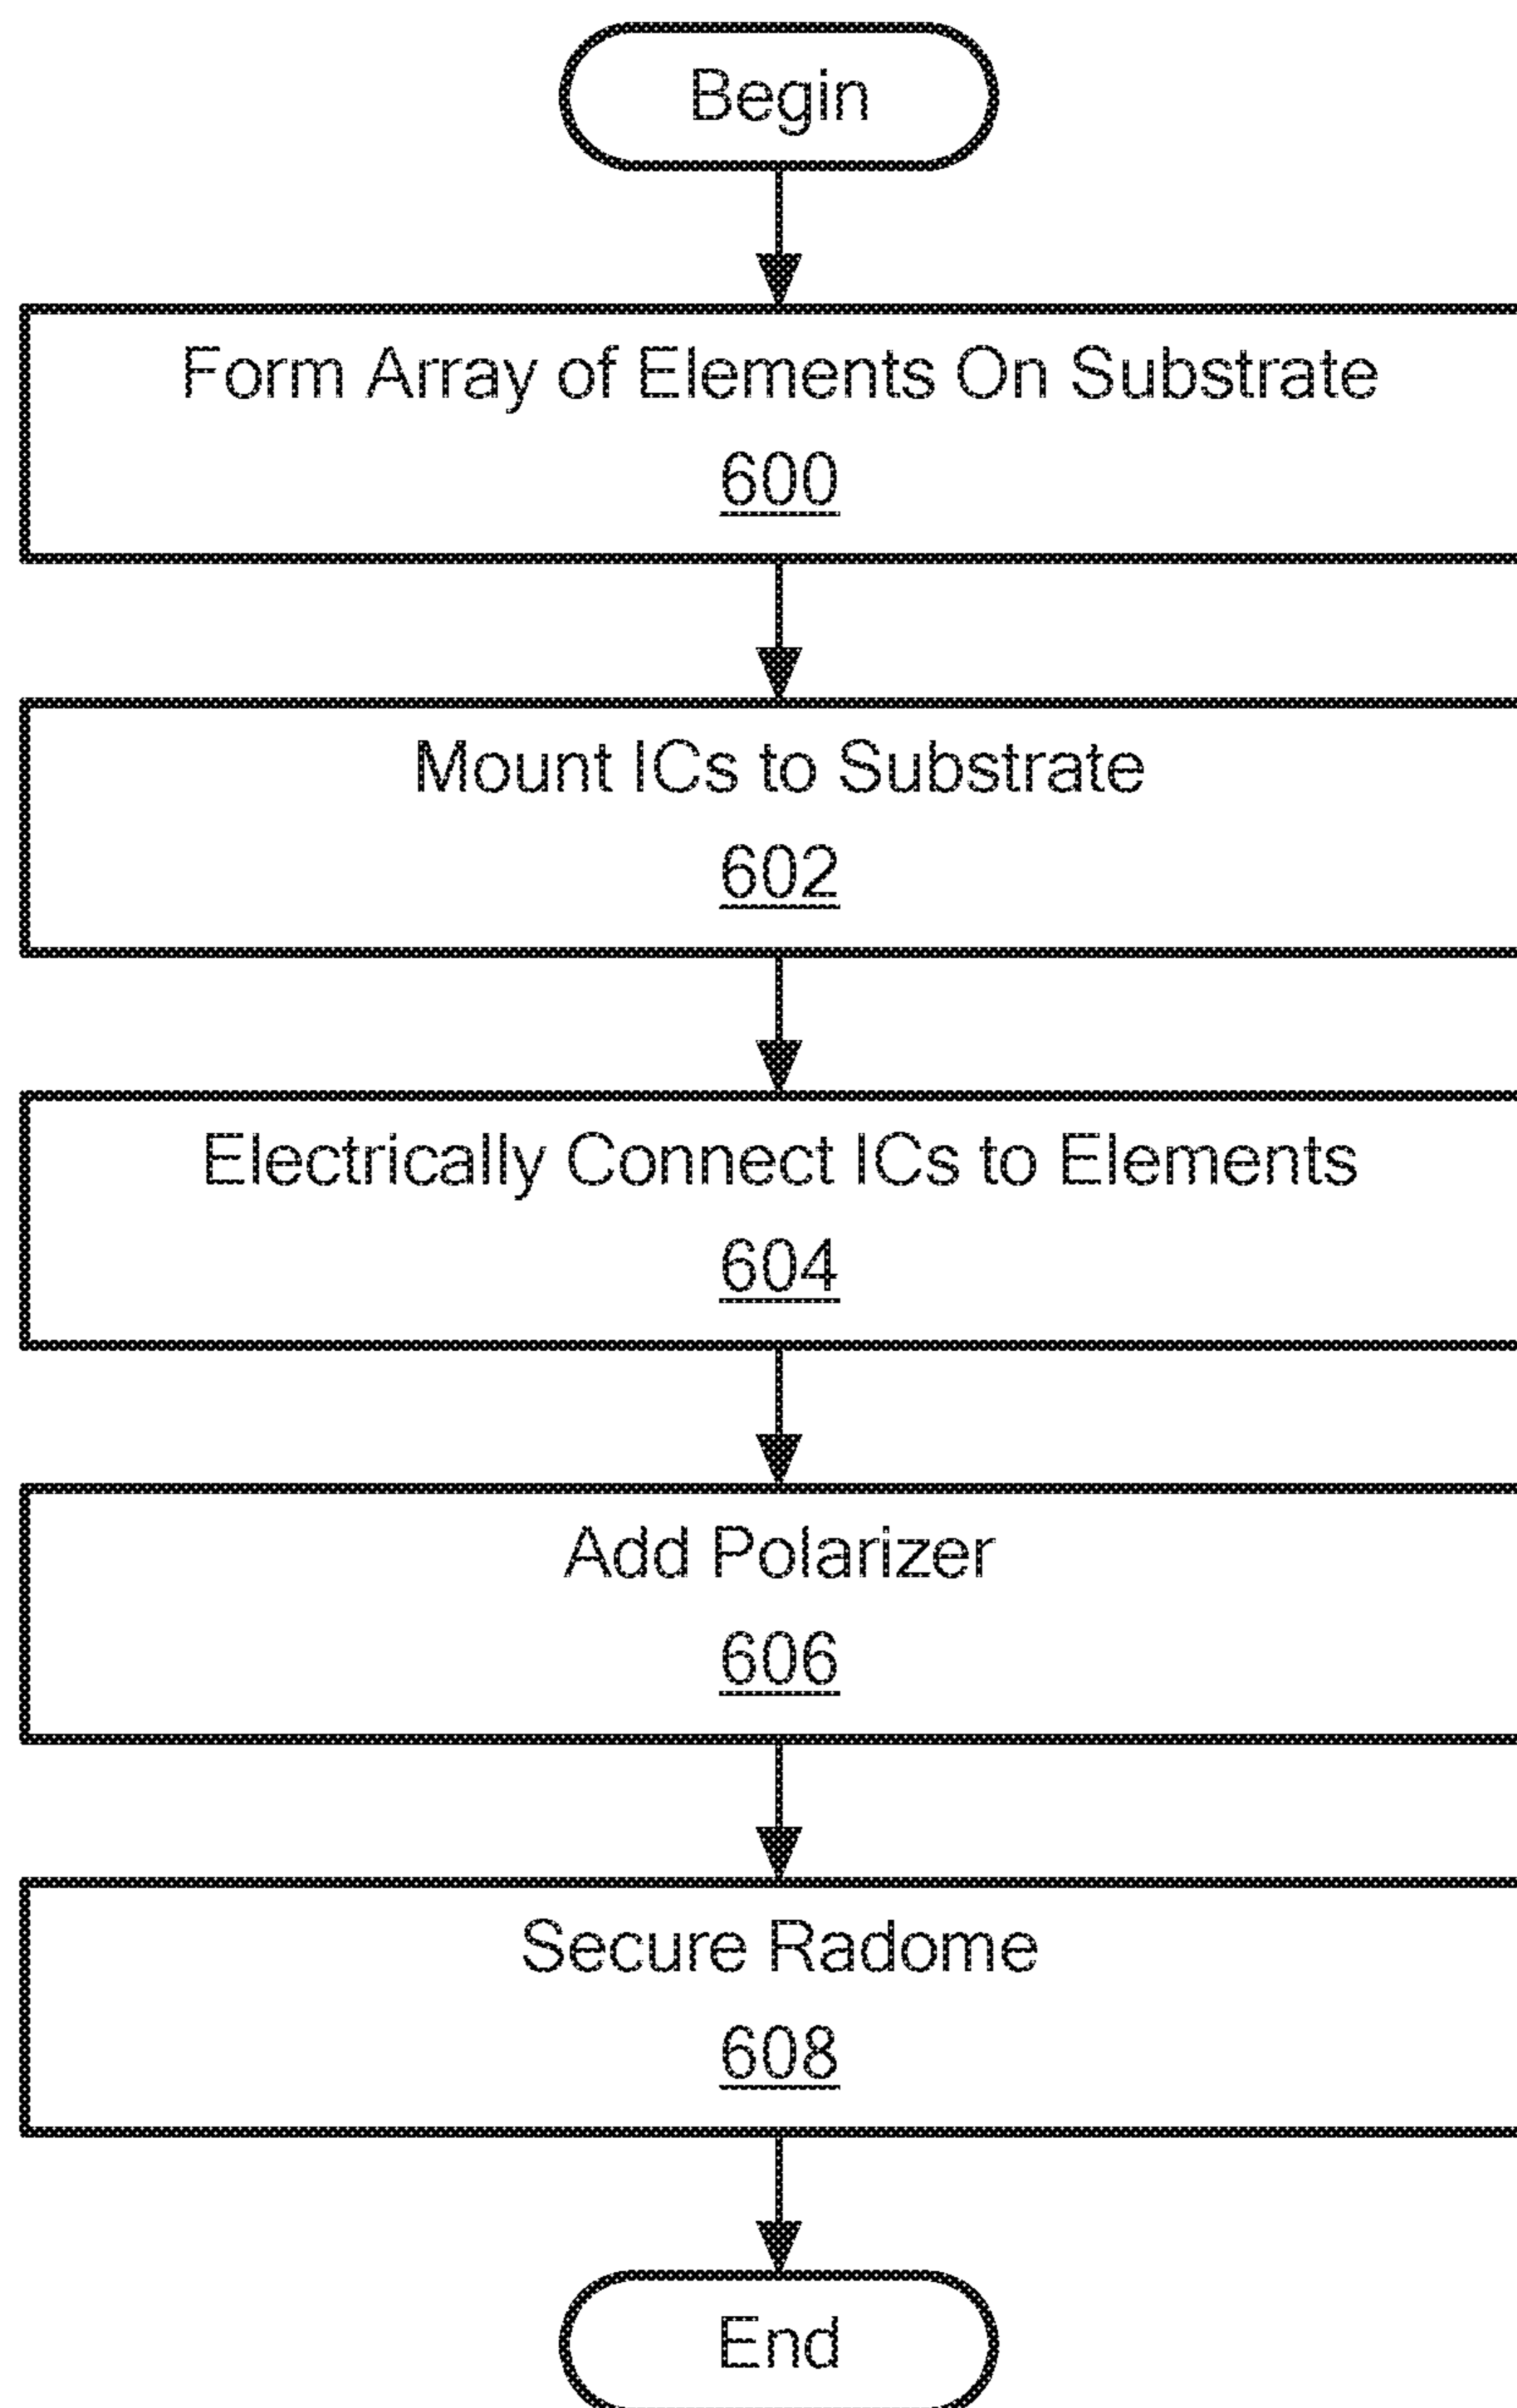 Begin
Form Array of Elements On Substrate
600
Mount ICs to Substrate
602
Electrically Connect ICs to Elements
604
Add Polarizer
606
Secure Radome
608
End